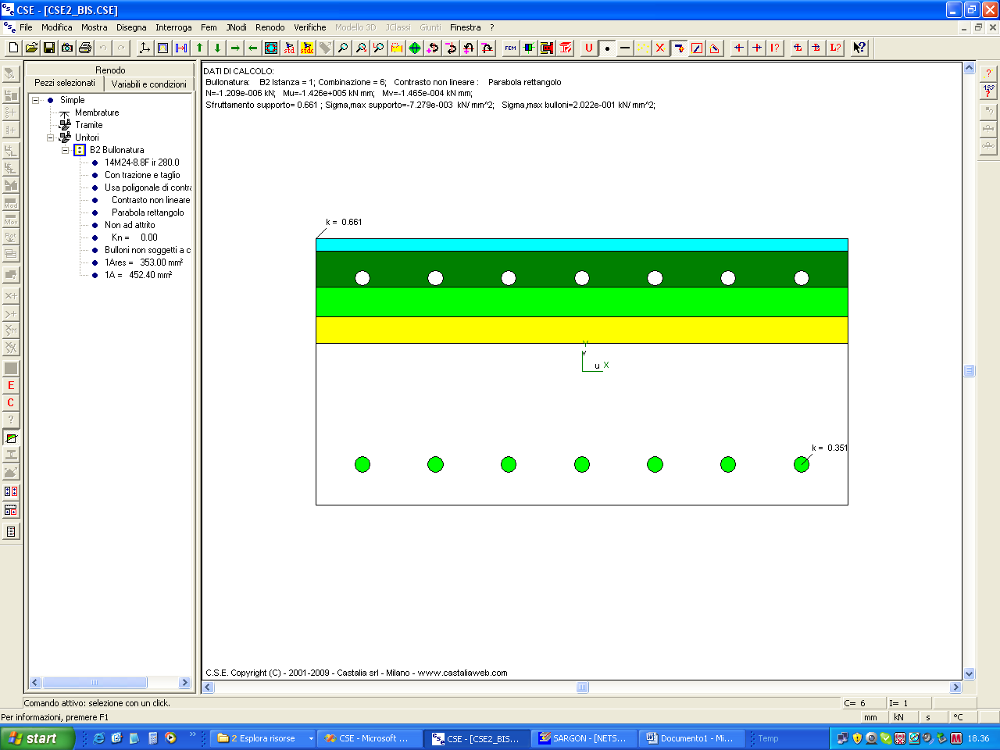 CSE - [CSE2_BIS.CSE]
File Modifica Mostra Disegna Interroga Fem JNodi Renodo Verifiche Modello 3D JClassi Giunti Finestra ?
Renodo
Pezzi selezionati Variabili e condizioni
Simple
Membrature
Tramite
Unitori
B2 Bullonatura
14M24-8.8F ir 280.0
Con trazione e taglio
Usa poligonale di contra
Contrasto non lineare
Parabola rettangolo
Non ad attrito
Kn = 0.00
Bulloni non soggetti a c
1Ares = 353.00 mm²
1A = 452.40 mm²
DATI DI CALCOLO:
Bullonatura: B2 Istanza = 1; Combinazione = 6; Contrasto non lineare : Parabola rettangolo
N=-1.209e-006 kN; Mu=-1.426e+005 kN mm; Mv=-1.465e-004 kN mm;
Sfruttamento supporto= 0.661 ; Sigma,max supporto=-7.279e-003 kN/ mm^2; Sigma,max bulloni=2.022e-001 kN/ mm^2;
k = 0.661
Y
v
u X
k = 0.351
C.S.E. Copyright (C) - 2001-2009 - Castalia srl - Milano - www.castaliaweb.com
Comando attivo: selezione con un click.
C= 6 I= 1
Per informazioni, premere F1
mm kN s °C
start
2 Esplora risorse
CSE - Microsoft ...
CSE - [CSE2_BIS...
SARGON - [NETS...
Documento1 - Mi...
Temp
18.36